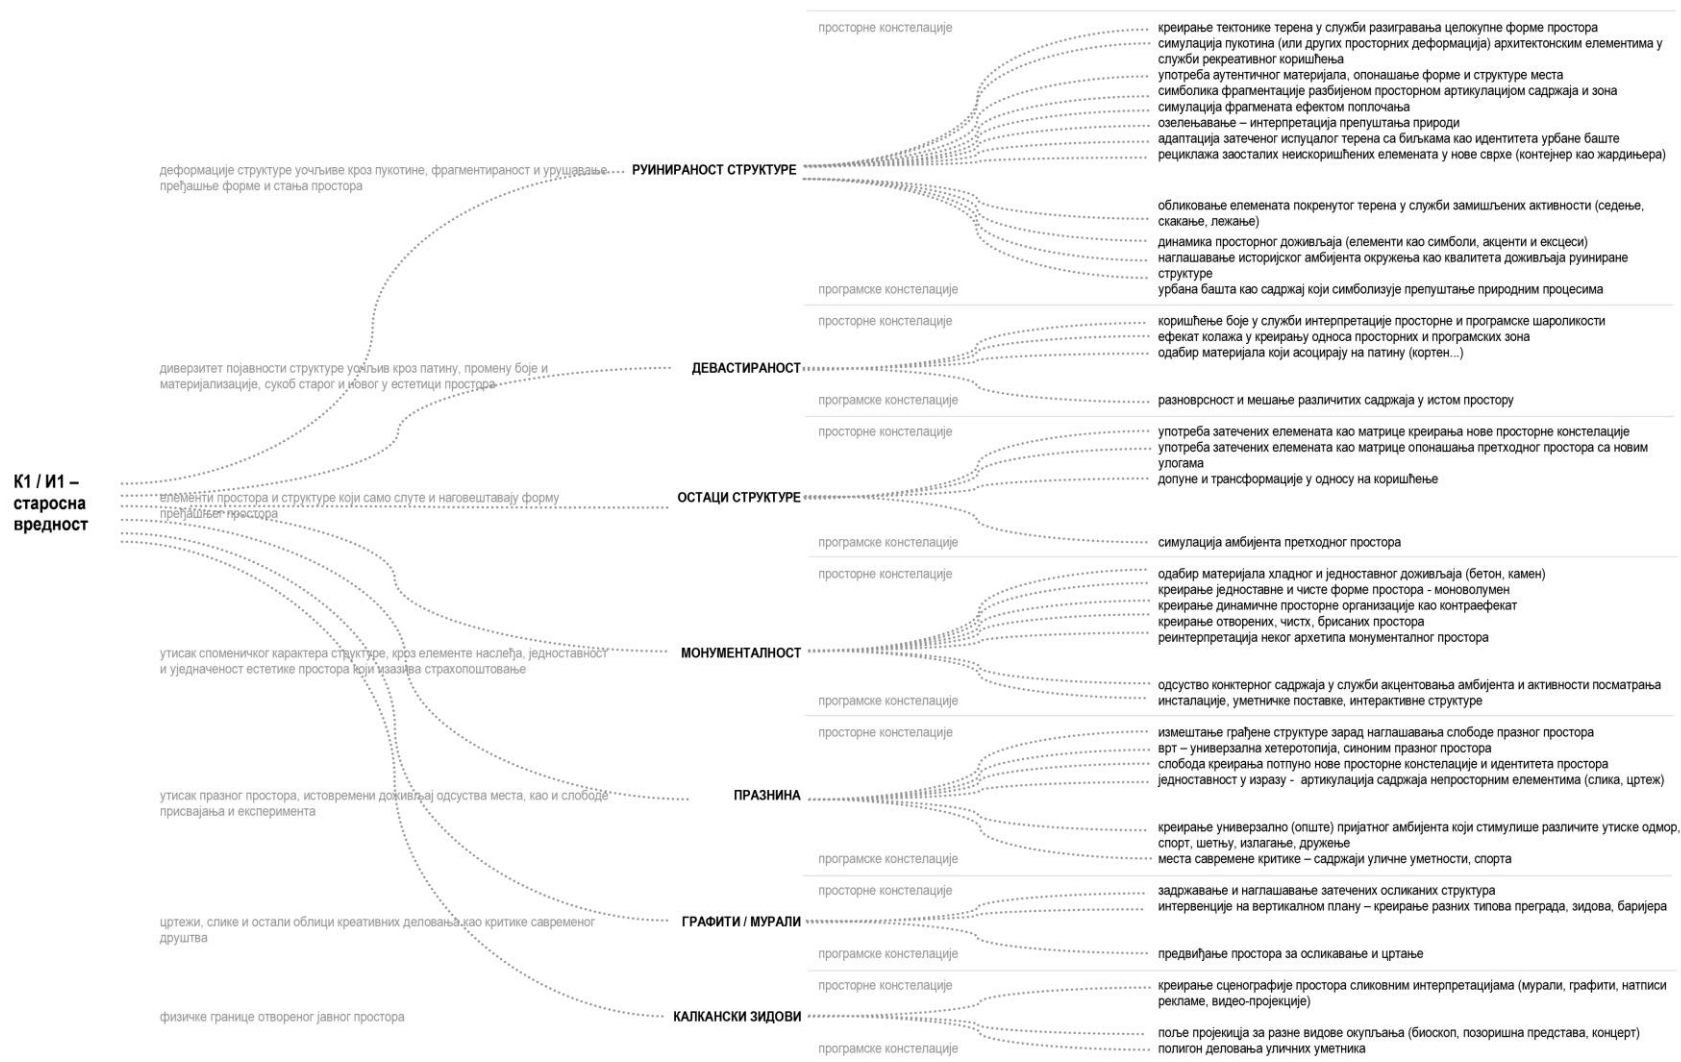 К1 / И1 –
старосна
вредност
деформације структуре уочљиве кроз пукотине, фрагментираност и урушавање
пређашње форме и стања простора
РУИНИРАНОСТ СТРУКТУРЕ
просторне констелације
креирање тектонике терена у служби разигравања целокупне форме простора
симулација пукотина (или других просторних деформација) архитектонским елементима у
служби рекреативног коришћења
употреба аутентичног материјала, опонашање форме и структуре места
символика фрагментације разбијеном просторном артикулацијом садржаја и зона
симулација фрагмената ефектом поплочања
озелењавање – интерпретација препуштања природи
адаптација затеченог испуцалог терена са биљкама као идентитета урбане баште
рециклажа заосталих неискоришћених елемената у нове сврхе (контејнер као жардињера)
обликовање елемената покренутог терена у служби замишљених активности (седење,
скакање, лежање)
динамика просторног доживљаја (елементи као симболи, акценти и ексцеси)
наглашавање историјског амбијента окружења као квалитета доживљаја руиниране
структуре
програмске констелације
урбана башта као садржај који симболизује препуштање природним процесима
диверзитет појавности структуре уочљив кроз патину, промену боје и
материјализације, сукоб старог и новог у естетици простора
ДЕВАСТИРАНОСТ
просторне констелације
коришћење боје у служби интерпретације просторне и програмске шароликости
ефекат колажа у креирању односа просторних и програмских зона
одабир материјала који асоцирају на патину (кортен...)
програмске констелације
разноврсност и мешање различитих садржаја у истом простору
елементи простора и структуре који само слуте и наговештавају форму
пређашњег простора
ОСТАЦИ СТРУКТУРЕ
просторне констелације
употреба затечених елемената као матрице креирања нове просторне констелације
употреба затечених елемената као матрице опонашања претходног простора са новим
улогама
допуне и трансформације у односу на коришћење
програмске констелације
симулација амбијента претходног простора
утисак споменичког карактера структуре, кроз елементе наслеђа, једноставност
и уједначеност естетике простора који изазива страхопоштовање
МОНУМЕНТАЛНОСТ
просторне констелације
одабир материјала хладног и једноставног доживљаја (бетон, камен)
креирање једноставне и чисте форме простора - моноволумен
креирање динамичне просторне организације као контраефекат
креирање отворених, чистх, брисаних простора
реинтерпретација неког архетипа монументалног простора
одсуство конктерног садржаја у служби акцентовања амбијента и активности посматрања
програмске констелације
инсталације, уметничке поставке, интерактивне структуре
утисак празног простора, истовремени доживљај одсуства места, као и слободе
присвајања и експеримента
ПРАЗНИНА
просторне констелације
измештање грађене структуре зарад наглашавања слободе празног простора
врт – универзална хетеротопија, синоним празног простора
слобода креирања потпуно нове просторне констелације и идентитета простора
једноставност у изразу - артикулација садржаја непросторним елементима (слика, цртеж)
креирање универзално (опште) пријатног амбијента који стимулише различите утиске одмор,
спорт, шетњу, излагање, дружење
програмске констелације
места савремене критике – садржаји уличне уметности, спорта
цртежи, слике и остали облици креативних деловања као критике савременог
друштва
ГРАФИТИ / МУРАЛИ
просторне констелације
задржавање и наглашавање затечених осликаних структура
интервенције на вертикалном плану – креирање разних типова преграда, зидова, баријера
програмске констелације
предвиђање простора за осликавање и цртање
физичке границе отвореног јавног простора
КАЛКАНСКИ ЗИДОВИ
просторне констелације
креирање сценографије простора сликовним интерпретацијама (мурали, графити, натписи
рекламе, видео-пројекције)
поље пројекицја за разне видове окупљања (биоскоп, позоришна представа, концерт)
програмске констелације
полигон деловања уличних уметника